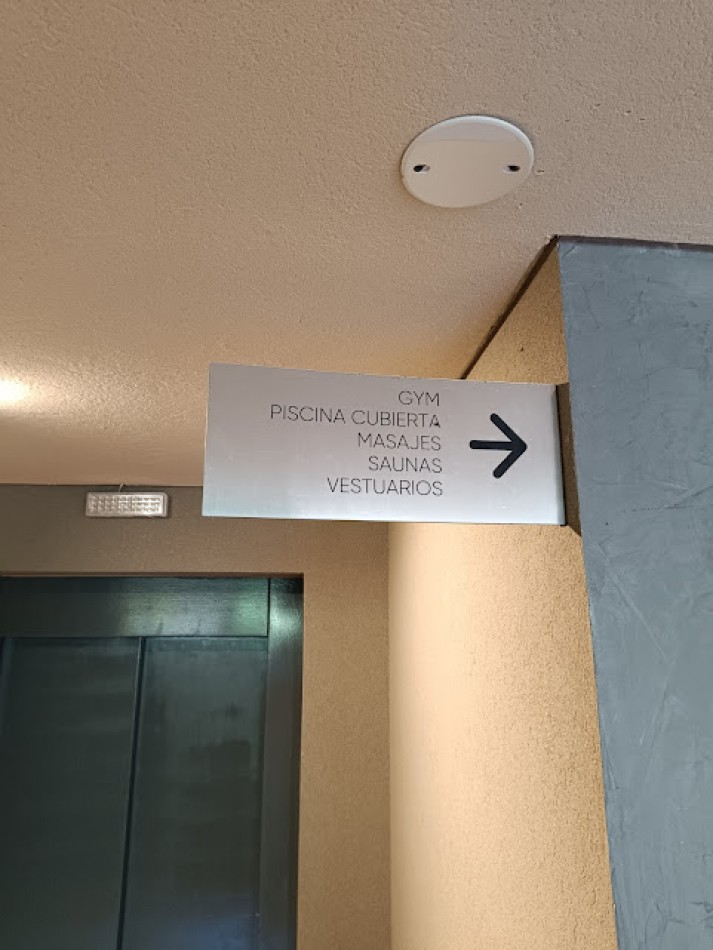 GYM
PISCINA CUBIERTA
MASAJES
SAUNAS
VESTUARIOS